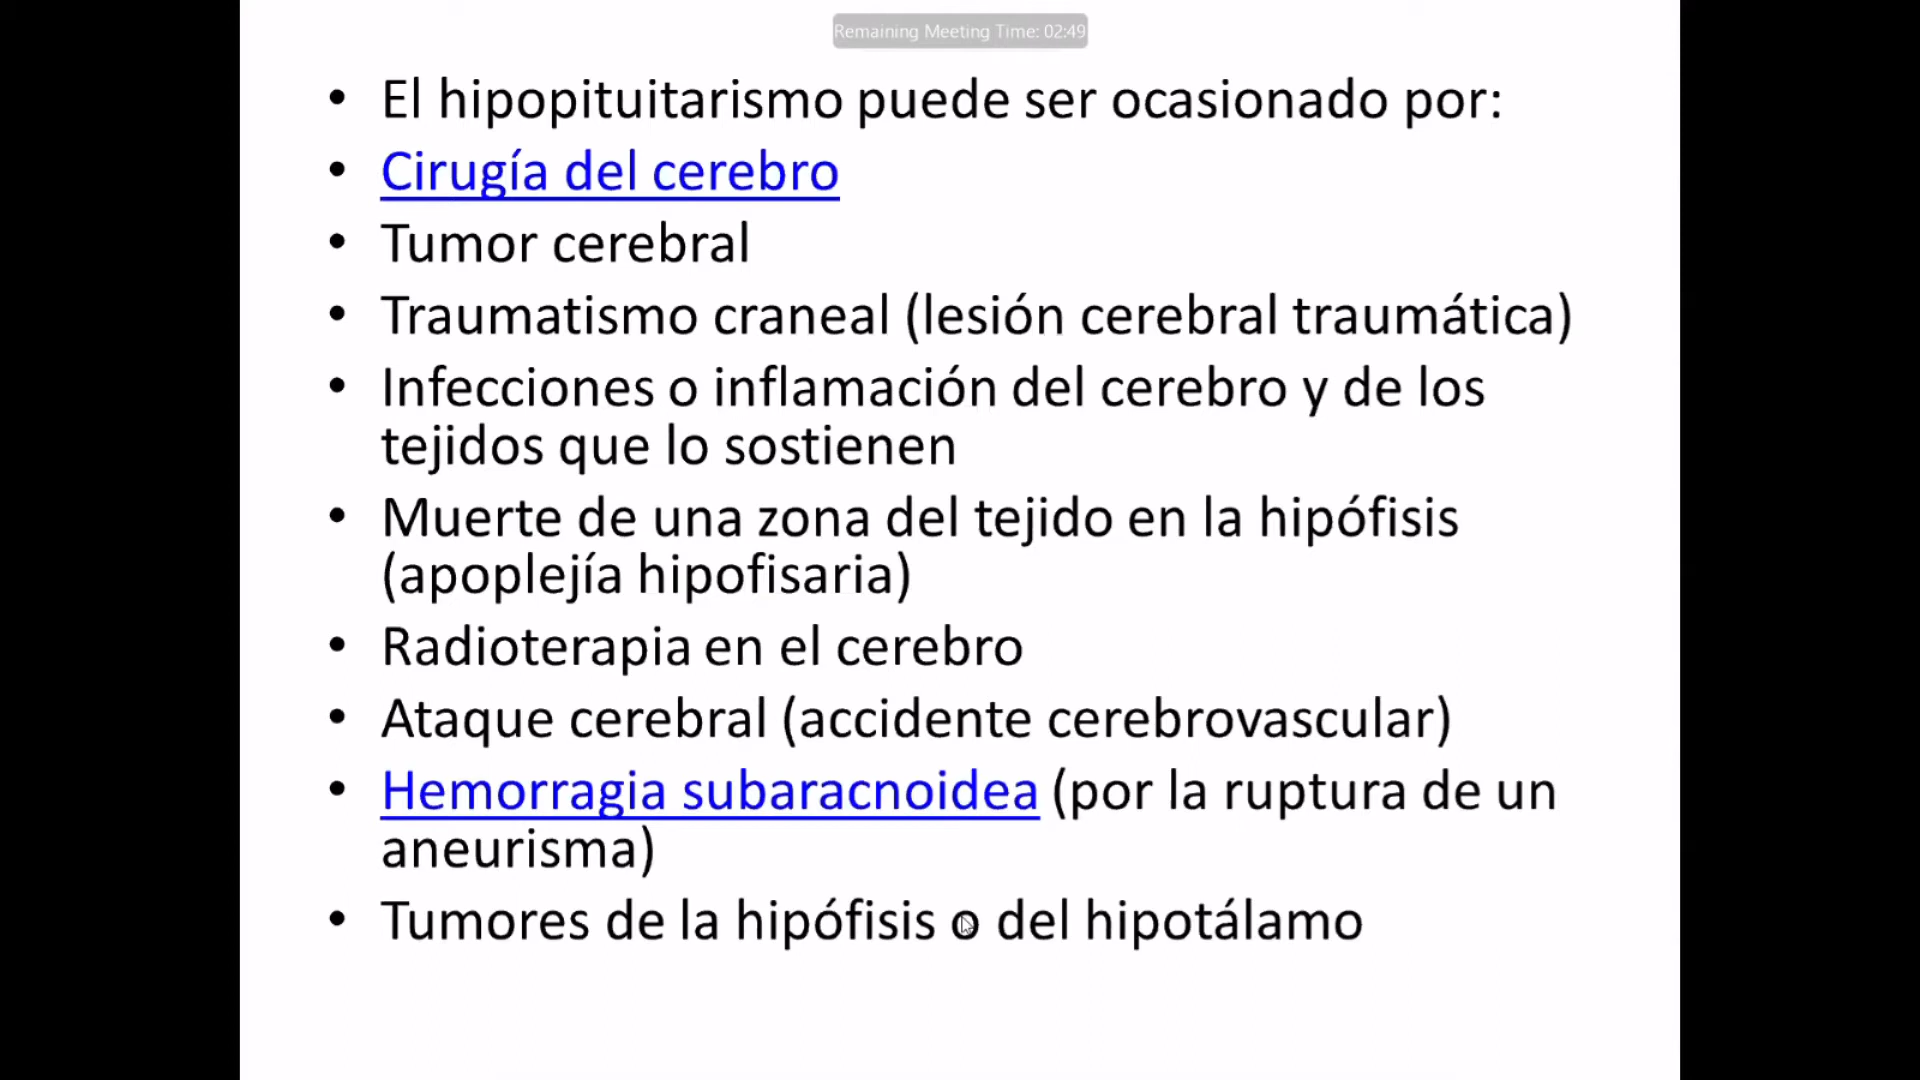 Remaining Meeting Time: 02:49
• El hipopituitarismo puede ser ocasionado por:
• Cirugía del cerebro
• Tumor cerebral
• Traumatismo craneal (lesión cerebral traumática)
• Infecciones o inflamación del cerebro y de los
tejidos que lo sostienen
• Muerte de una zona del tejido en la hipófisis
(apoplejía hipofisaria)
• Radioterapia en el cerebro
• Ataque cerebral (accidente cerebrovascular)
• Hemorragia subaracnoidea (por la ruptura de un
aneurisma)
• Tumores de la hipófisis o del hipotálamo